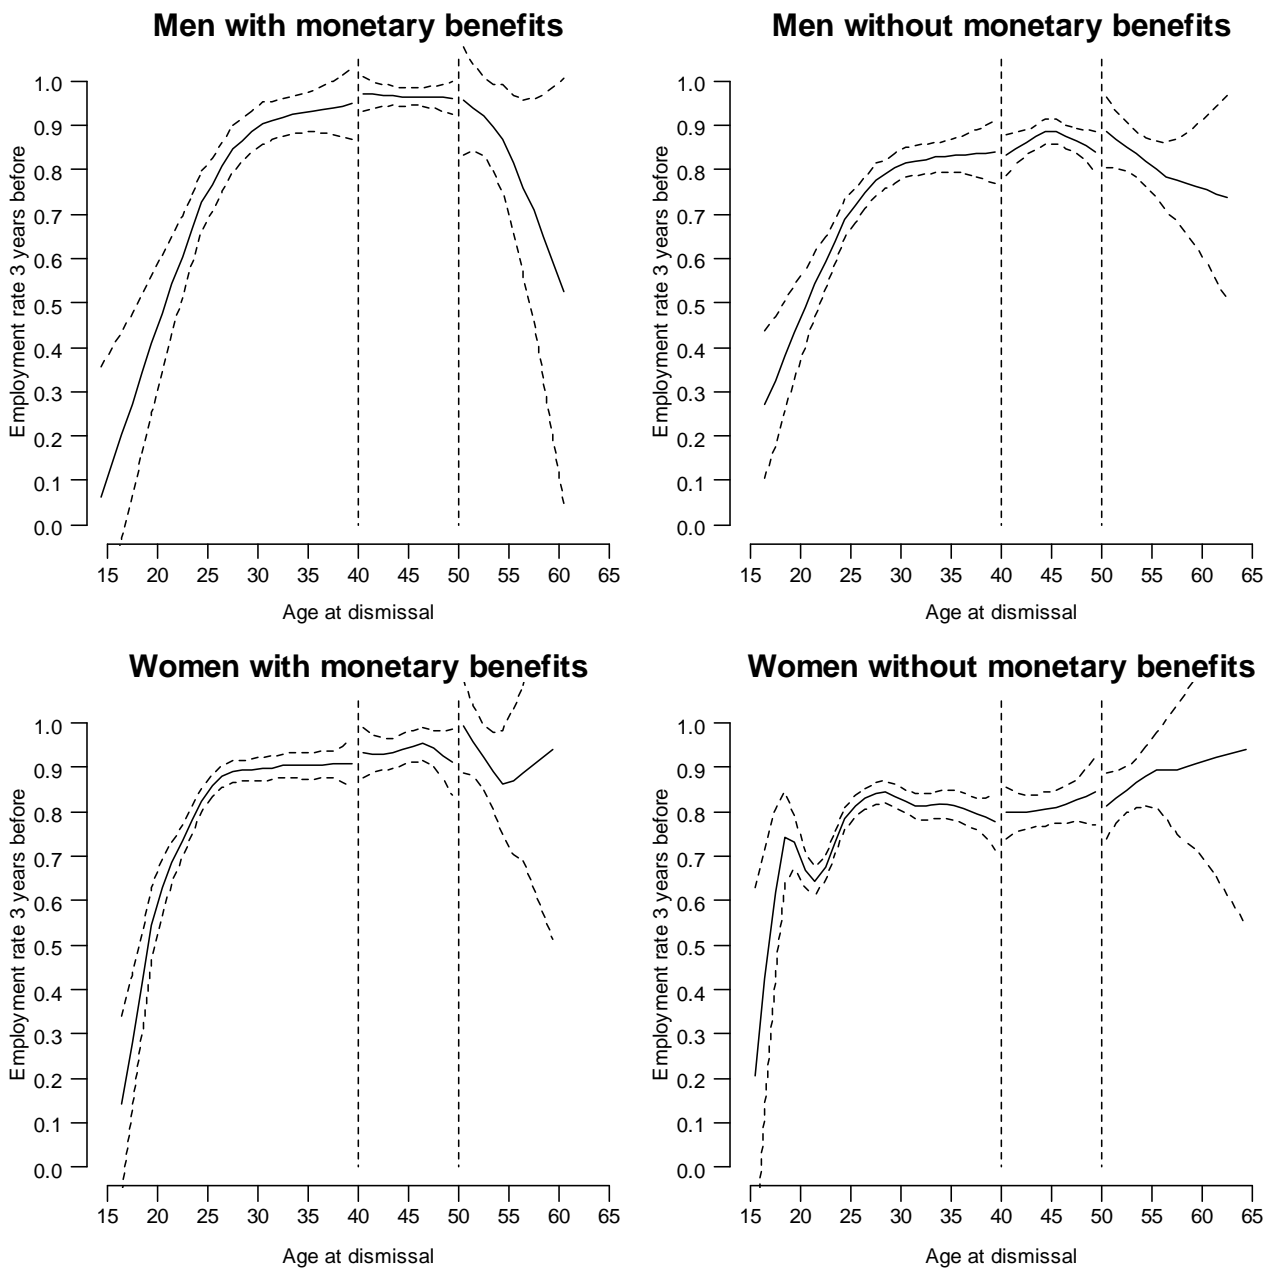 Men with monetary benefits
Employment rate 3 years before
1.0
0.9
0.8
0.7
0.6
0.5
0.4
0.3
0.2
0.1
0.0
15 20 25 30 35 40 45 50 55 60 65
Age at dismissal
Men without monetary benefits
Employment rate 3 years before
1.0
0.9
0.8
0.7
0.6
0.5
0.4
0.3
0.2
0.1
0.0
15 20 25 30 35 40 45 50 55 60 65
Age at dismissal
Women with monetary benefits
Employment rate 3 years before
1.0
0.9
0.8
0.7
0.6
0.5
0.4
0.3
0.2
0.1
0.0
15 20 25 30 35 40 45 50 55 60 65
Age at dismissal
Women without monetary benefits
Employment rate 3 years before
1.0
0.9
0.8
0.7
0.6
0.5
0.4
0.3
0.2
0.1
0.0
15 20 25 30 35 40 45 50 55 60 65
Age at dismissal